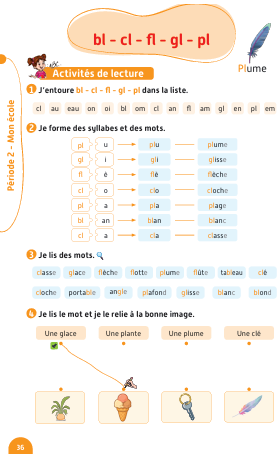 bl - cl - fl - gl - pl
Plume
Activités de lecture
Période 2 - Mon école
1 J'entoure bl - cl - fl - gl - pl dans la liste.
cl au eau on oi bl om cl an fl am gl en pl em
2 Je forme des syllabes et des mots.
pl u plu plume
gl i gli glisse
fl è flè flèche
cl o clo cloche
pl a pla plage
bl an blan blanc
cl a cla classe
3 Je lis des mots.
classe glace flèche flotte plume flûte tableau clé
cloche portable angle plafond glisse blanc blond
4 Je lis le mot et je le relie à la bonne image.
Une glace Une plante Une plume Une clé
36